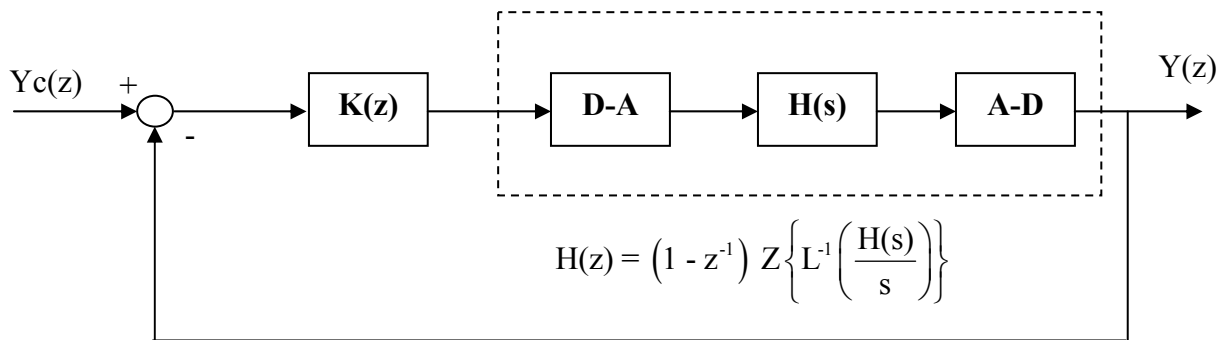 Yc(z) + - K(z) D-A H(s) A-D Y(z)
H(z) = (1 - z⁻¹) Z{L⁻¹(H(s)/s)}